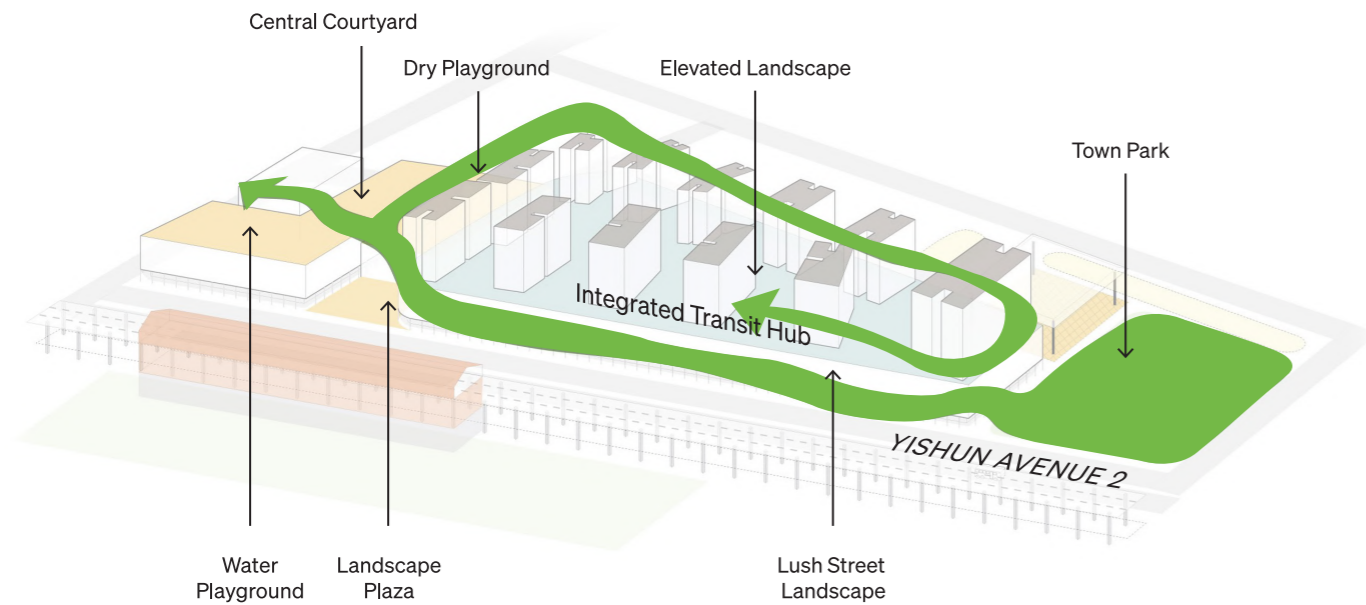 Central Courtyard
Dry Playground
Elevated Landscape
Town Park
Integrated Transit Hub
YISHUN AVENUE 2
Water
Playground
Landscape
Plaza
Lush Street
Landscape